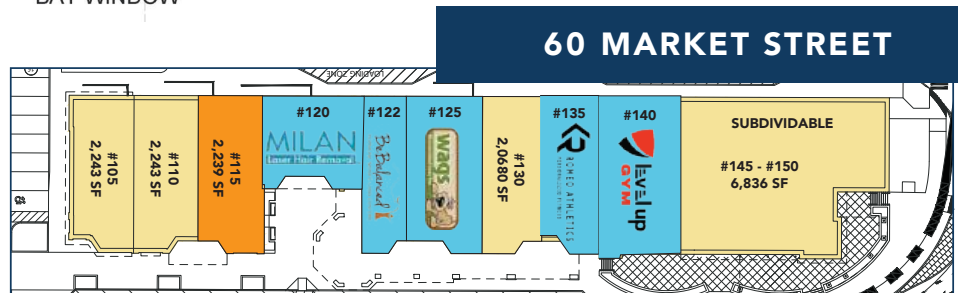 BAY WINDOW
60 MARKET STREET
LOADING ZONE
#105
2,243 SF
#110
2,243 SF
#115
2,239 SF
#120
MILAN
Laser Hair Removal
#122
BeBalanced
#125
wags
#130
2,0680 SF
#135
ROMEO ATHLETICS
#140
level up
GYM
SUBDIVIDABLE
#145 - #150
6,836 SF